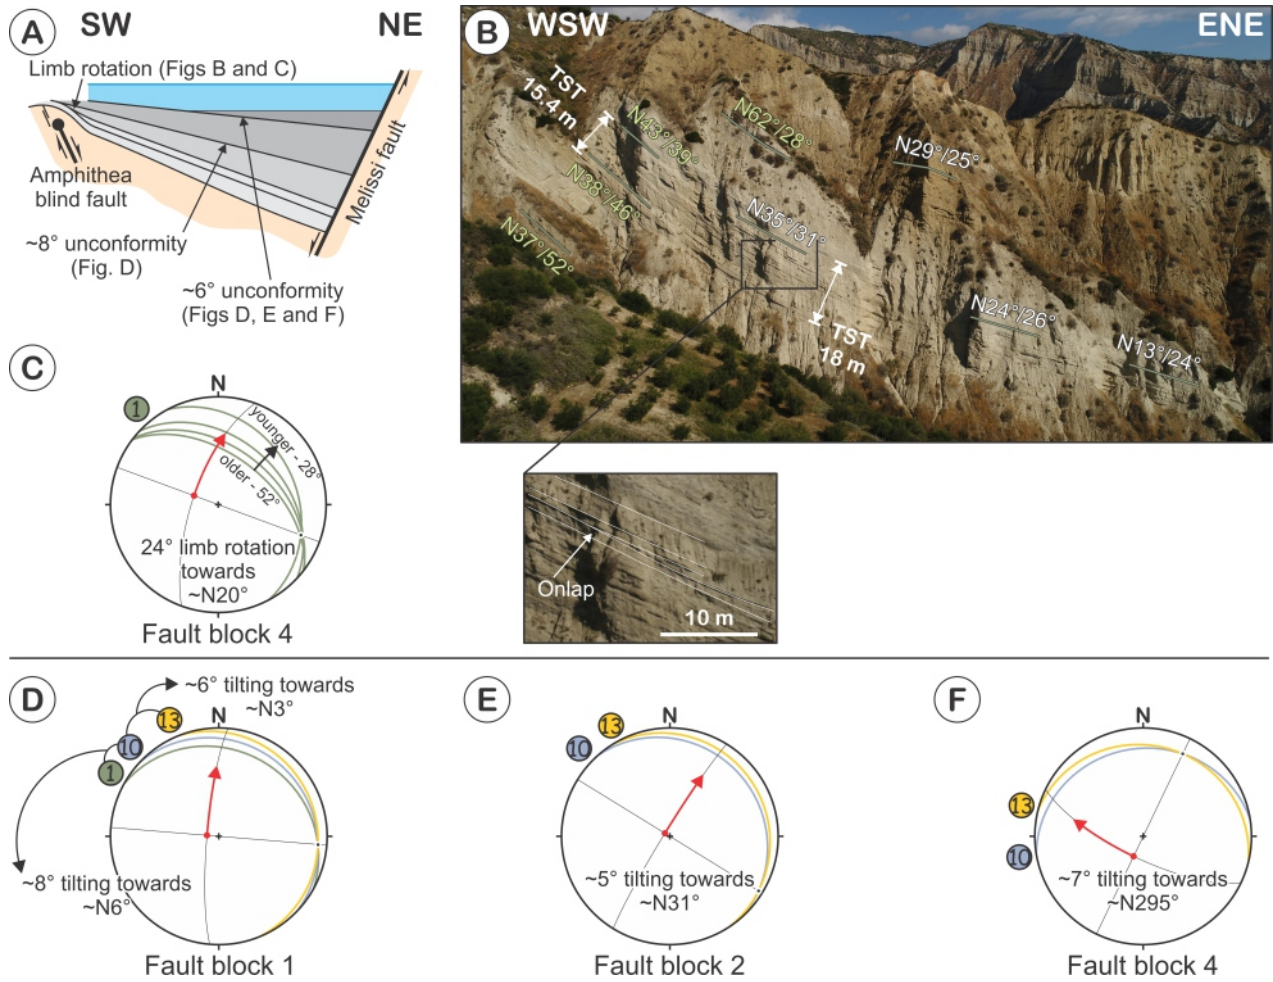 A
SW
NE
Limb rotation (Figs B and C)
Amphithea
blind fault
Melissi fault
~8° unconformity
(Fig. D)
~6° unconformity
(Figs D, E and F)
B
WSW
ENE
TST
15.4 m
N43°/39°
N62°/28°
N29°/25°
N38°/46°
N35°/31°
N37°/52°
TST
18 m
N24°/26°
N13°/24°
Onlap
10 m
C
N
1
younger - 28°
older - 52°
24° limb rotation
towards
~N20°
Fault block 4
D
~6° tilting towards
~N3°
13
N
10
1
~8° tilting towards
~N6°
Fault block 1
E
N
13
10
~5° tilting towards
~N31°
Fault block 2
F
N
13
10
~7° tilting towards
~N295°
Fault block 4